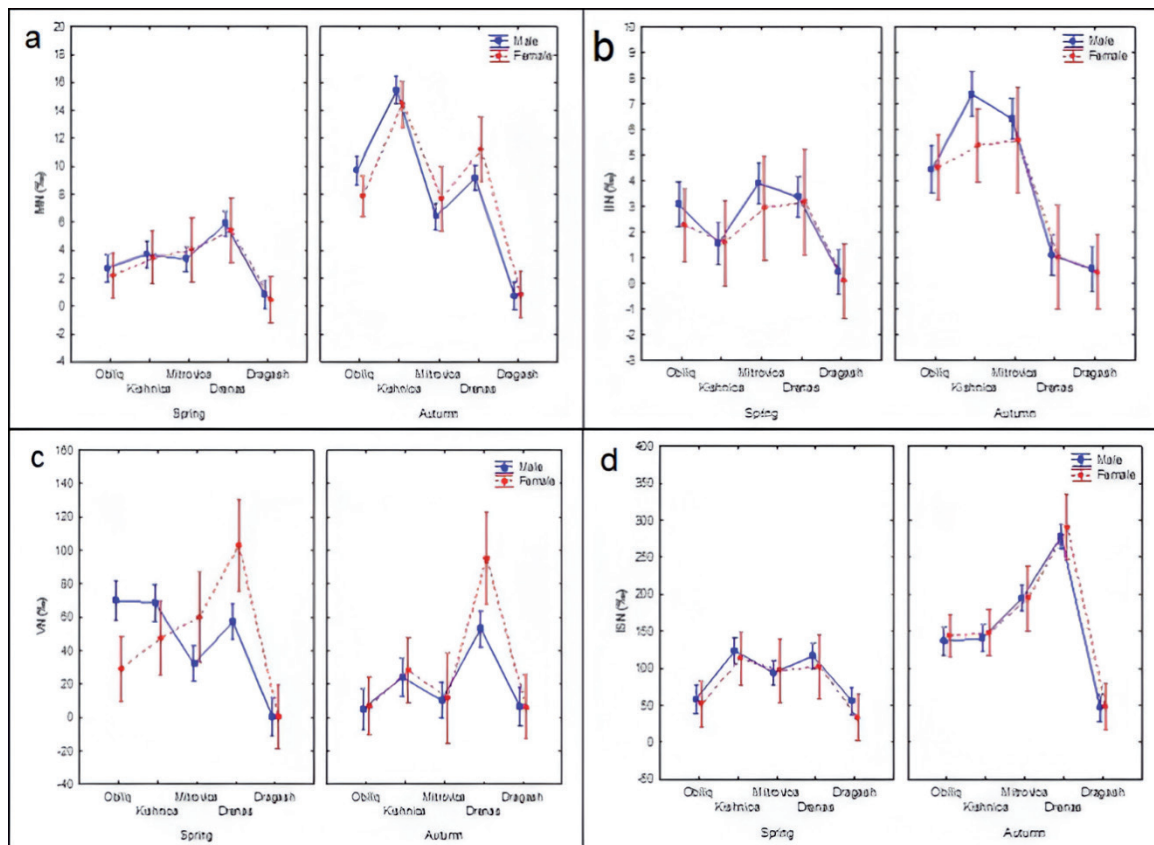 a
20
18
16
14
12
10
8
6
4
2
0
-2
-4
MN (‰)
Obiliq
Kishnica
Mitrovica
Drenas
Dragash
Spring
Male
Female
Obiliq
Kishnica
Mitrovica
Drenas
Dragash
Autumn
b
10
9
8
7
6
5
4
3
2
1
0
-1
-2
-3
Obiliq
Kishnica
Mitrovica
Drenas
Dragash
Spring
Male
Female
Obiliq
Kishnica
Mitrovica
Drenas
Dragash
Autumn
c
160
140
120
100
80
60
40
20
0
-20
-40
VN (‰)
Obiliq
Kishnica
Mitrovica
Drenas
Dragash
Spring
Male
Female
Obiliq
Kishnica
Mitrovica
Drenas
Dragash
Autumn
d
400
350
300
250
200
150
100
50
0
-50
ISN (‰)
Obiliq
Kishnica
Mitrovica
Drenas
Dragash
Spring
Male
Female
Obiliq
Kishnica
Mitrovica
Drenas
Dragash
Autumn